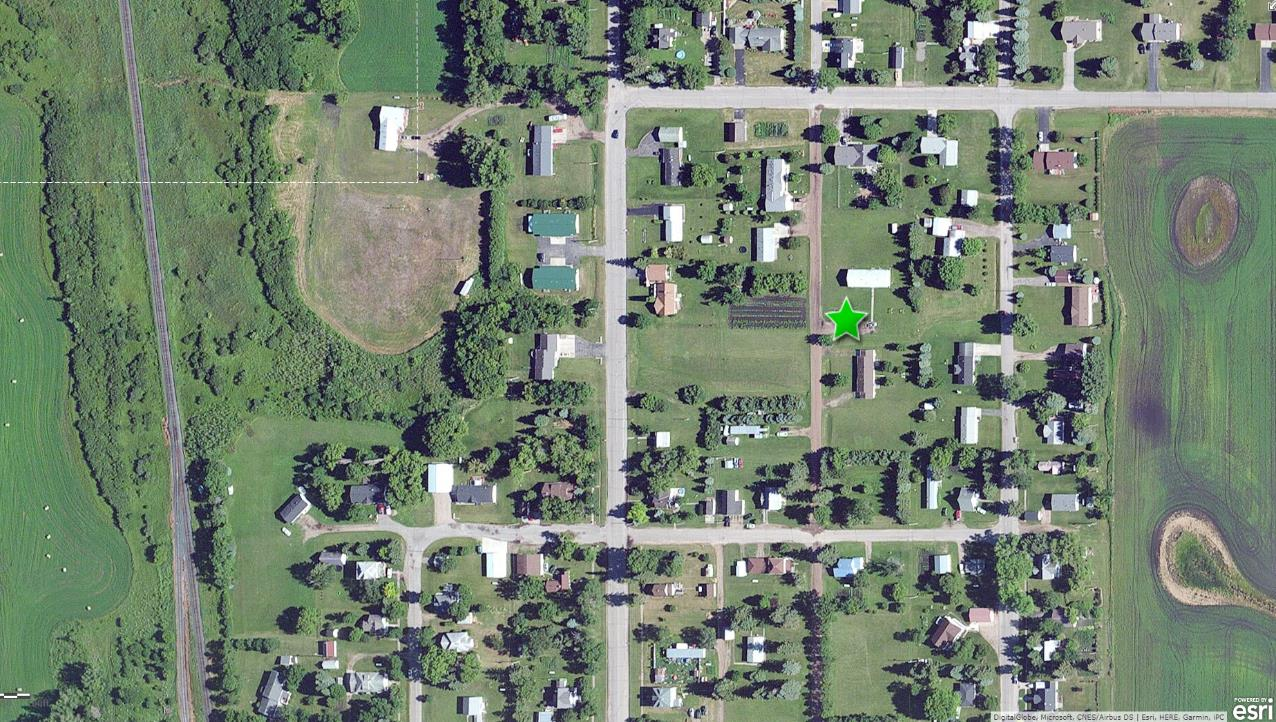 POWERED BY
esri
DigitalGlobe, Microsoft, CNES/Airbus DS | Esri, HERE, Garmin, iPC